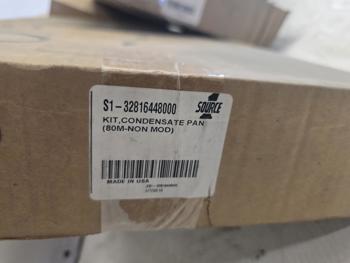 S1-32816448000
1
SOURCE
KIT,CONDENSATE PAN
(80M-NON MOD)
MADE IN USA